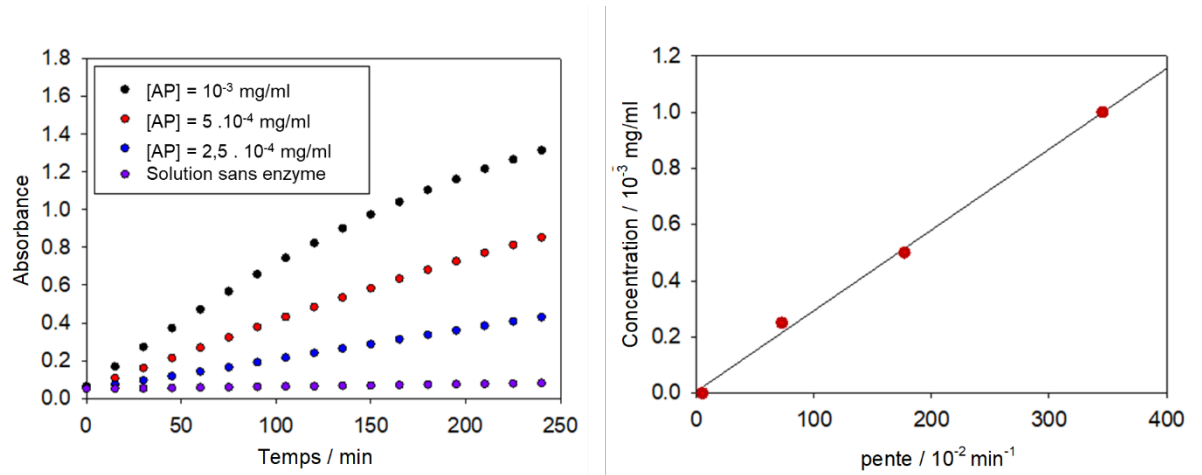 1.8
1.6
1.4
1.2
1.0
0.8
0.6
0.4
0.2
0.0
Absorbance
[AP] = 10⁻³ mg/ml
[AP] = 5 .10⁻⁴ mg/ml
[AP] = 2,5 . 10⁻⁴ mg/ml
Solution sans enzyme
0 50 100 150 200 250
Temps / min
1.2
1.0
0.8
0.6
0.4
0.2
0.0
Concentration / 10⁻³ mg/ml
0 100 200 300 400
pente / 10⁻² min⁻¹